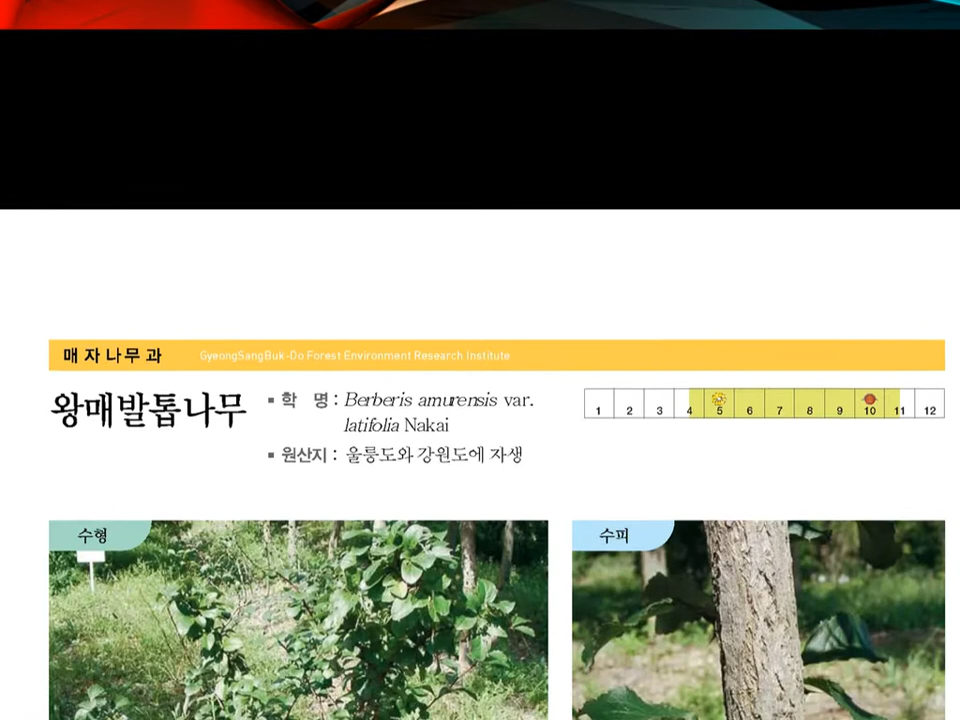 매자나무과 GyeongSangBuk-Do Forest Environment Research Institute
왕매발톱나무
▪ 학 명 : Berberis amurensis var.
latifolia Nakai
▪ 원산지 : 울릉도와 강원도에 자생
1 2 3 4 5 6 7 8 9 10 11 12
수형
수피